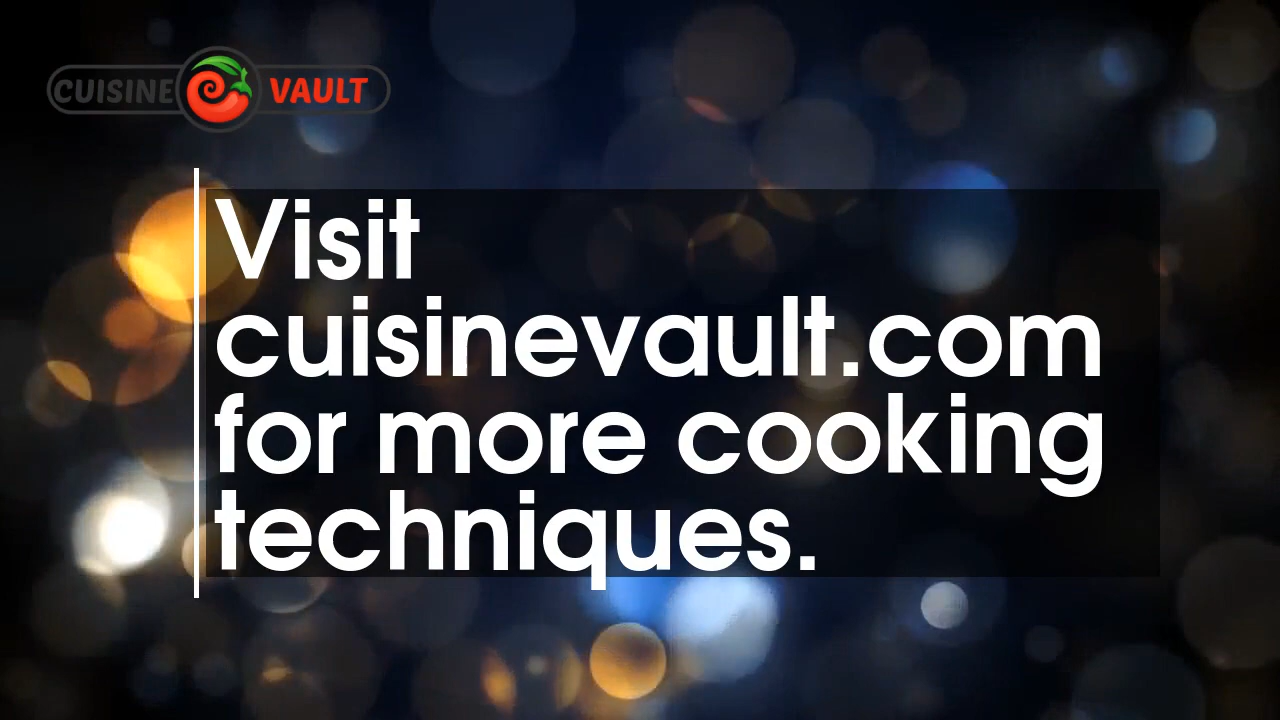 CUISINE VAULT
Visit
cuisinevault.com
for more cooking
techniques.